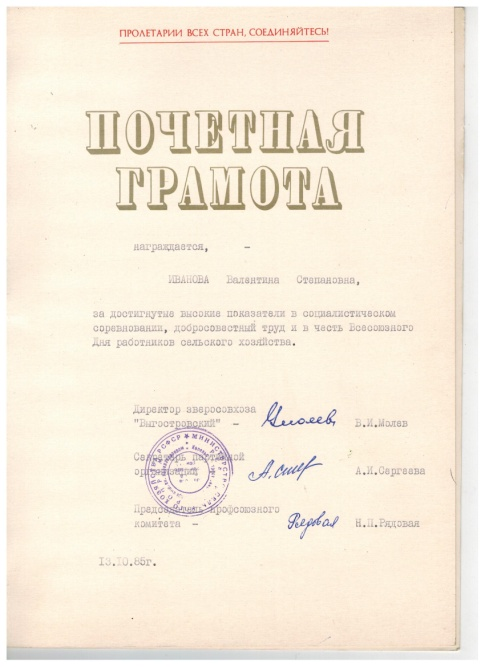 ПРОЛЕТАРИИ ВСЕХ СТРАН, СОЕДИНЯЙТЕСЬ!
ПОЧЕТНАЯ
ГРАМОТА
награждается, -
ИВАНОВА Валентина Степановна,
за достигнутые высокие показатели в социалистическом
соревновании, добросовестный труд и в честь Всесоюзного
Дня работников сельского хозяйства.
Директор зверосовхоза
"Выгостровский" - В.И.Молев
Секретарь партийной
организации А.И.Сергеева
Председатель профсоюзного
комитета - Рядовая Н.П.Рядовая
13.10.85г.